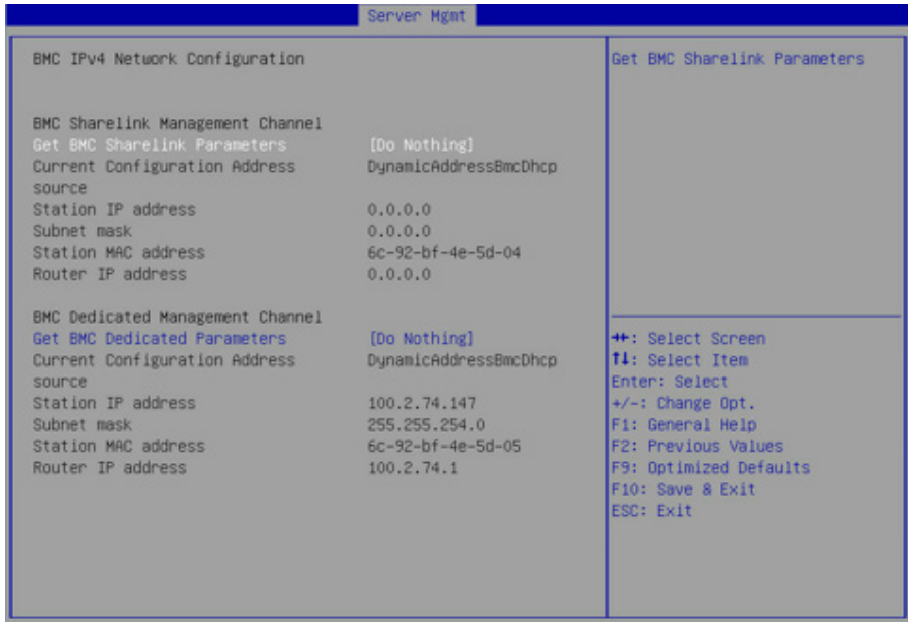 Server Mgmt
BMC IPv4 Network Configuration
BMC Sharelink Management Channel
Get BMC Sharelink Parameters [Do Nothing]
Current Configuration Address DynamicAddressBmcDhcp
source
Station IP address 0.0.0.0
Subnet mask 0.0.0.0
Station MAC address 6c-92-bf-4e-5d-04
Router IP address 0.0.0.0
BMC Dedicated Management Channel
Get BMC Dedicated Parameters [Do Nothing]
Current Configuration Address DynamicAddressBmcDhcp
source
Station IP address 100.2.74.147
Subnet mask 255.255.254.0
Station MAC address 6c-92-bf-4e-5d-05
Router IP address 100.2.74.1
Get BMC Sharelink Parameters
→←: Select Screen
↑↓: Select Item
Enter: Select
+/-: Change Opt.
F1: General Help
F2: Previous Values
F9: Optimized Defaults
F10: Save & Exit
ESC: Exit